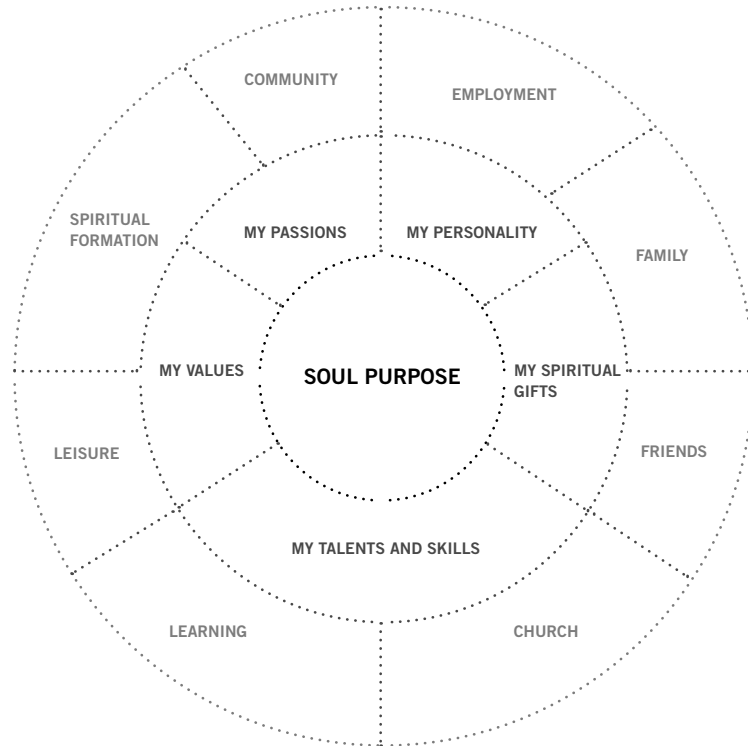 COMMUNITY
EMPLOYMENT
SPIRITUAL
FORMATION
MY PASSIONS
MY PERSONALITY
FAMILY
MY VALUES
SOUL PURPOSE
MY SPIRITUAL
GIFTS
LEISURE
FRIENDS
MY TALENTS AND SKILLS
LEARNING
CHURCH